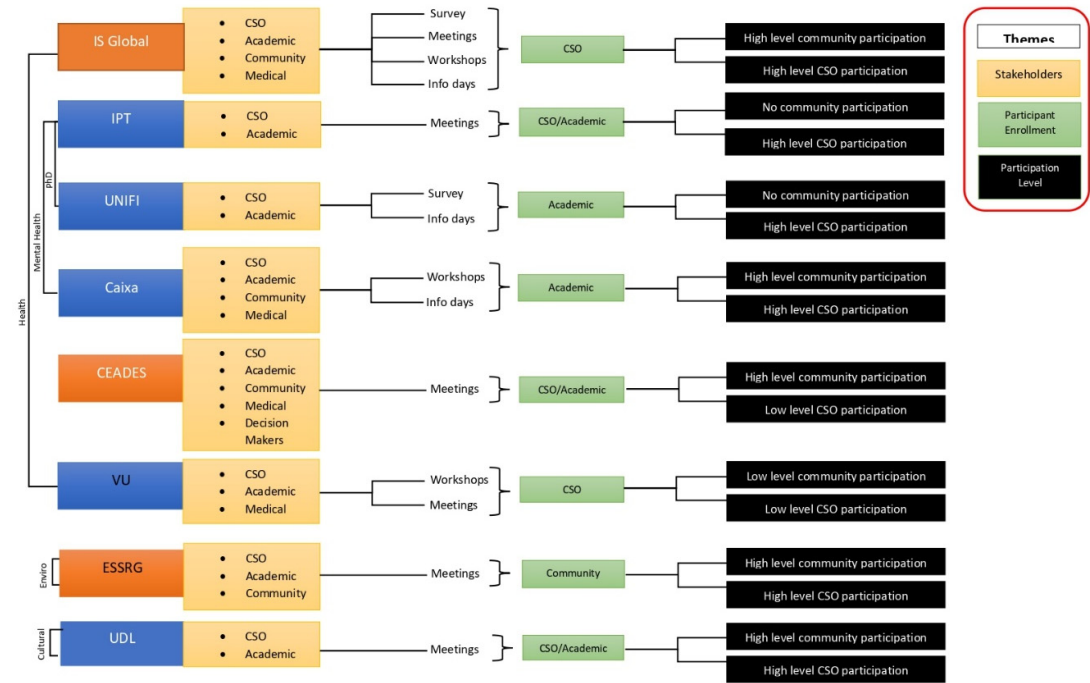 IS Global
• CSO
• Academic
• Community
• Medical
Survey
Meetings
Workshops
Info days
CSO
High level community participation
High level CSO participation
Themes
Stakeholders
Participant
Enrollment
Participation
Level
IPT
• CSO
• Academic
Meetings
CSO/Academic
No community participation
High level CSO participation
PhD
Mental Health
Health
UNIFI
• CSO
• Academic
Survey
Info days
Academic
No community participation
High level CSO participation
Caixa
• CSO
• Academic
• Community
• Medical
Workshops
Info days
Academic
High level community participation
High level CSO participation
CEADES
• CSO
• Academic
• Community
• Medical
• Decision
Makers
Meetings
CSO/Academic
High level community participation
Low level CSO participation
VU
• CSO
• Academic
• Medical
Workshops
Meetings
CSO
Low level community participation
Low level CSO participation
Enviro
ESSRG
• CSO
• Academic
• Community
Meetings
Community
High level community participation
High level CSO participation
Cultural
UDL
• CSO
• Academic
Meetings
CSO/Academic
High level community participation
High level CSO participation